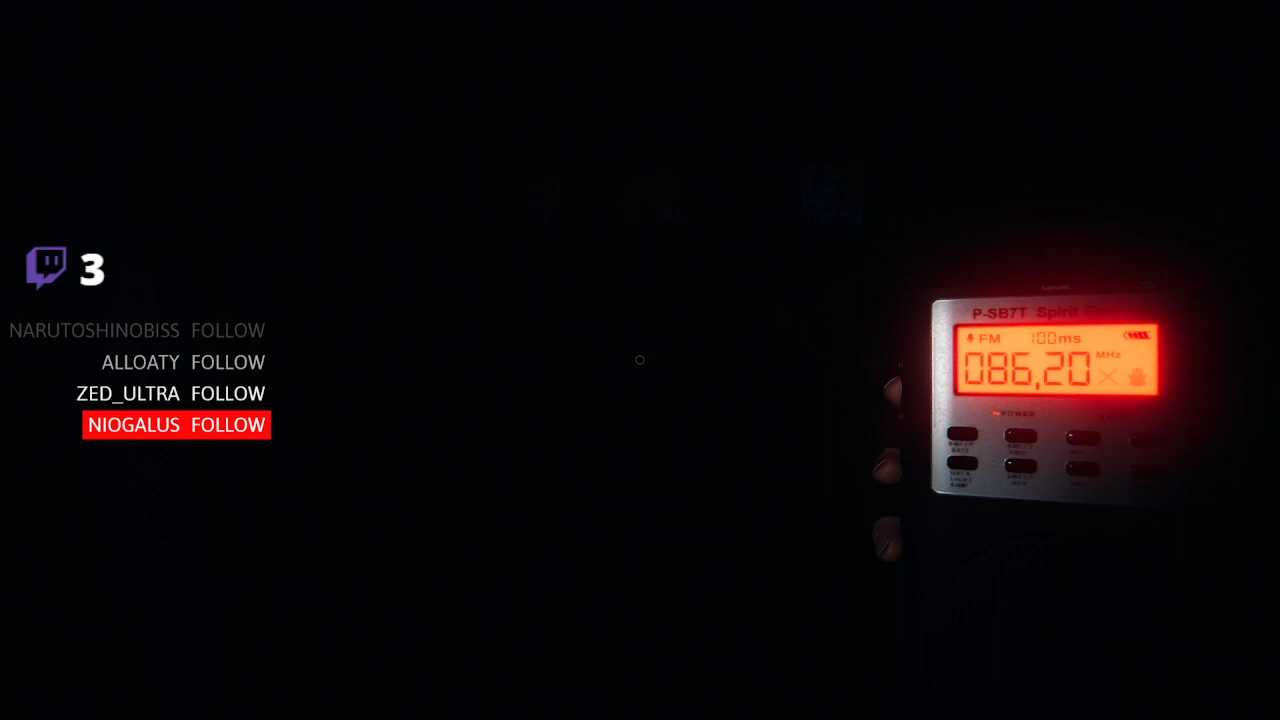 3
NARUTOSHINOBISS FOLLOW
ALLOATY FOLLOW
ZED_ULTRA FOLLOW
NIOGALUS FOLLOW
P-SB7T Spirit
FM 100ms
086,20 MHz
POWER